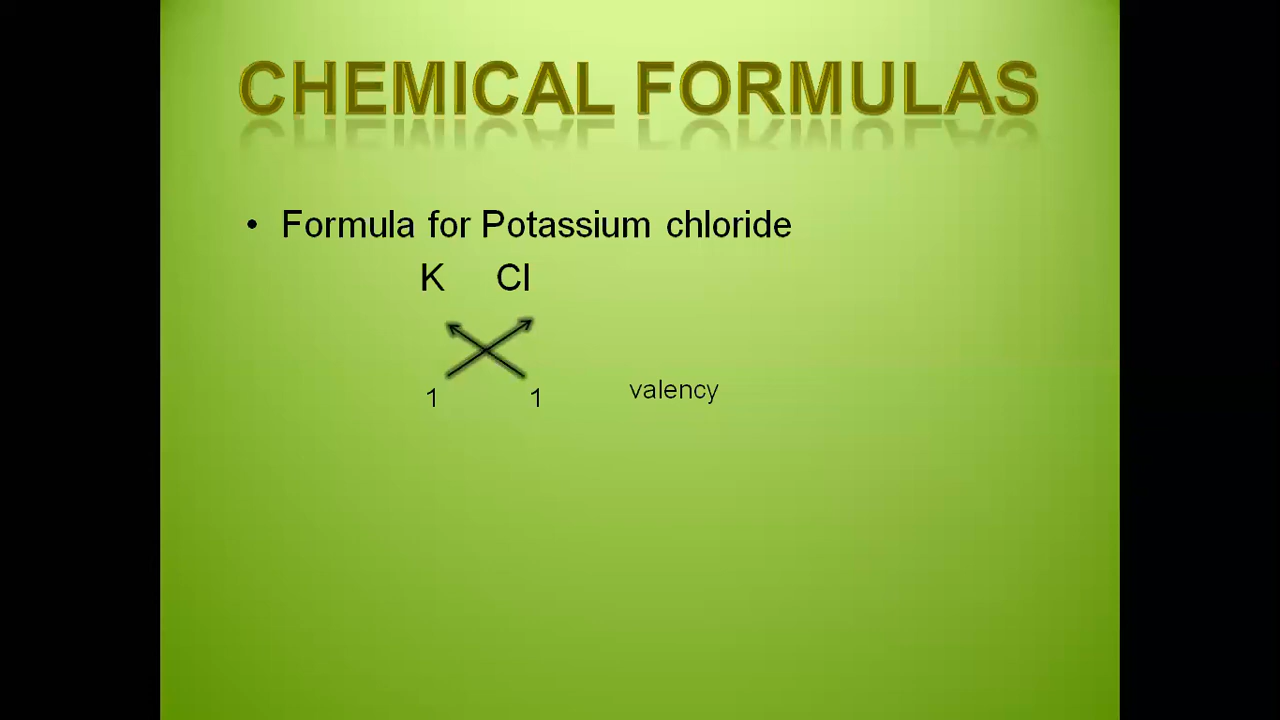 CHEMICAL FORMULAS
• Formula for Potassium chloride
K Cl
1 1 valency